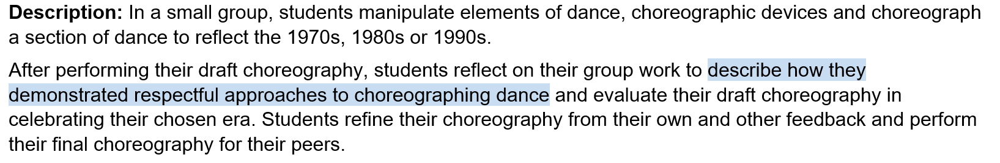 Description: In a small group, students manipulate elements of dance, choreographic devices and choreograph
a section of dance to reflect the 1970s, 1980s or 1990s.
After performing their draft choreography, students reflect on their group work to describe how they
demonstrated respectful approaches to choreographing dance and evaluate their draft choreography in
celebrating their chosen era. Students refine their choreography from their own and other feedback and perform
their final choreography for their peers.